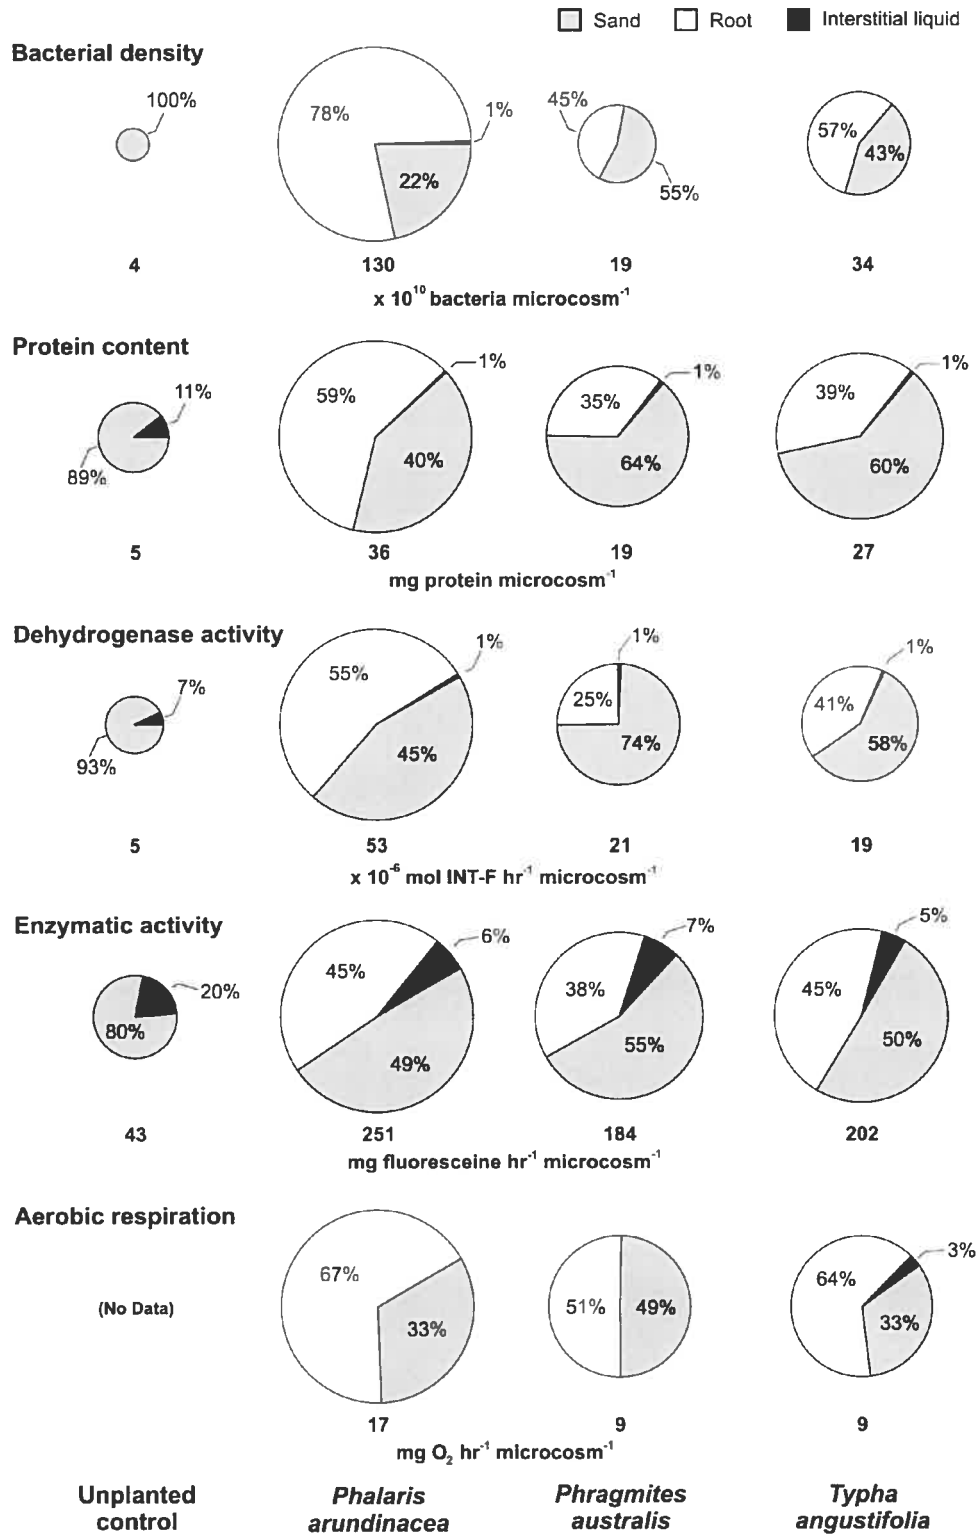 Sand Root Interstitial liquid
Bacterial density
100% 78% 1% 22% 45% 55% 57% 43%
4 130 19 34
x 10¹⁰ bacteria microcosm⁻¹
Protein content
11% 89% 59% 1% 40% 35% 1% 64% 39% 1% 60%
5 36 19 27
mg protein microcosm⁻¹
Dehydrogenase activity
7% 93% 55% 1% 45% 25% 1% 74% 41% 1% 58%
5 53 21 19
x 10⁻⁶ mol INT-F hr⁻¹ microcosm⁻¹
Enzymatic activity
20% 80% 45% 6% 49% 38% 7% 55% 45% 5% 50%
43 251 184 202
mg fluoresceine hr⁻¹ microcosm⁻¹
Aerobic respiration
(No Data) 67% 33% 51% 49% 64% 3% 33%
17 9 9
mg O₂ hr⁻¹ microcosm⁻¹
Unplanted Phalaris Phragmites Typha
control arundinacea australis angustifolia